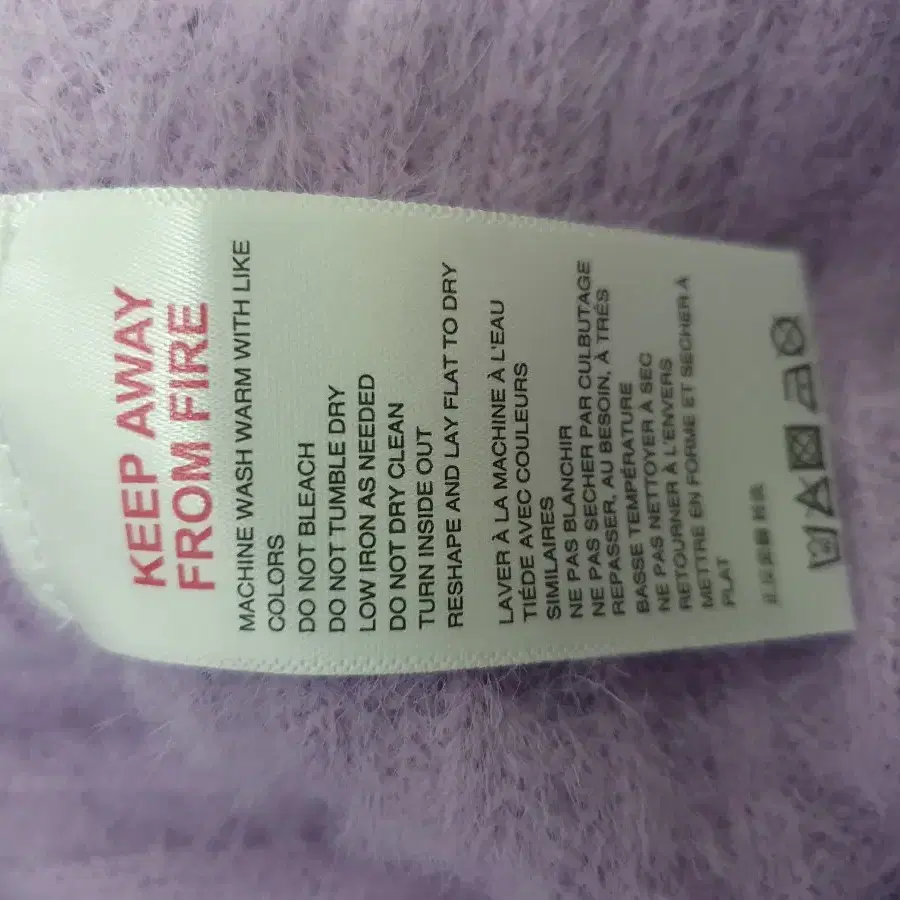 KEEP AWAY
FROM FIRE
MACHINE WASH WARM WITH LIKE
COLORS
DO NOT BLEACH
DO NOT TUMBLE DRY
LOW IRON AS NEEDED
DO NOT DRY CLEAN
TURN INSIDE OUT
RESHAPE AND LAY FLAT TO DRY
LAVER À LA MACHINE À L'EAU
TIÉDE AVEC COULEURS
SIMILAIRES
NE PAS BLANCHIR
NE PAS SECHER PAR CULBUTAGE
REPASSER, AU BESOIN, À TRÉS
BASSE TEMPÉRATURE
NE PAS NETTOYER À SEC
RETOURNER À L'ENVERS
METTRE EN FORME ET SECHER À
PLAT